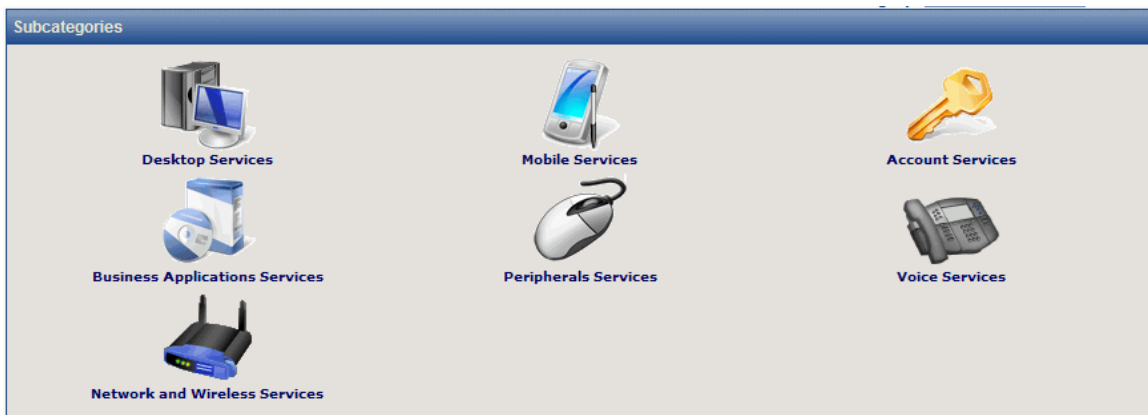 Subcategories
Desktop Services
Mobile Services
Account Services
Business Applications Services
Peripherals Services
Voice Services
Network and Wireless Services